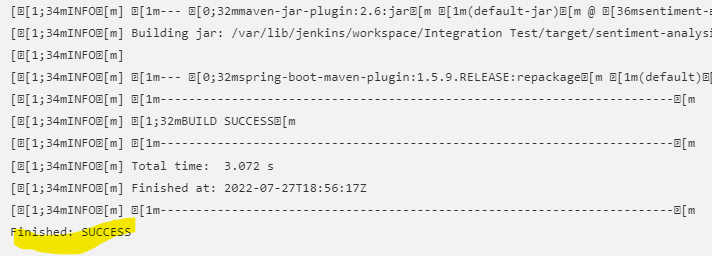 [�[1;34mINFO�[m] �[1m--- �[0;32mmaven-jar-plugin:2.6:jar�[m �[1m(default-jar)�[m @ �[36msentiment-a
[�[1;34mINFO�[m] Building jar: /var/lib/jenkins/workspace/Integration Test/target/sentiment-analysi
[�[1;34mINFO�[m]
[�[1;34mINFO�[m] �[1m--- �[0;32mspring-boot-maven-plugin:1.5.9.RELEASE:repackage�[m �[1m(default)�[
[�[1;34mINFO�[m] �[1m------------------------------------------------------------------------�[m
[�[1;34mINFO�[m] �[1;32mBUILD SUCCESS�[m
[�[1;34mINFO�[m] �[1m------------------------------------------------------------------------�[m
[�[1;34mINFO�[m] Total time:  3.072 s
[�[1;34mINFO�[m] Finished at: 2022-07-27T18:56:17Z
[�[1;34mINFO�[m] �[1m------------------------------------------------------------------------�[m
Finished: SUCCESS